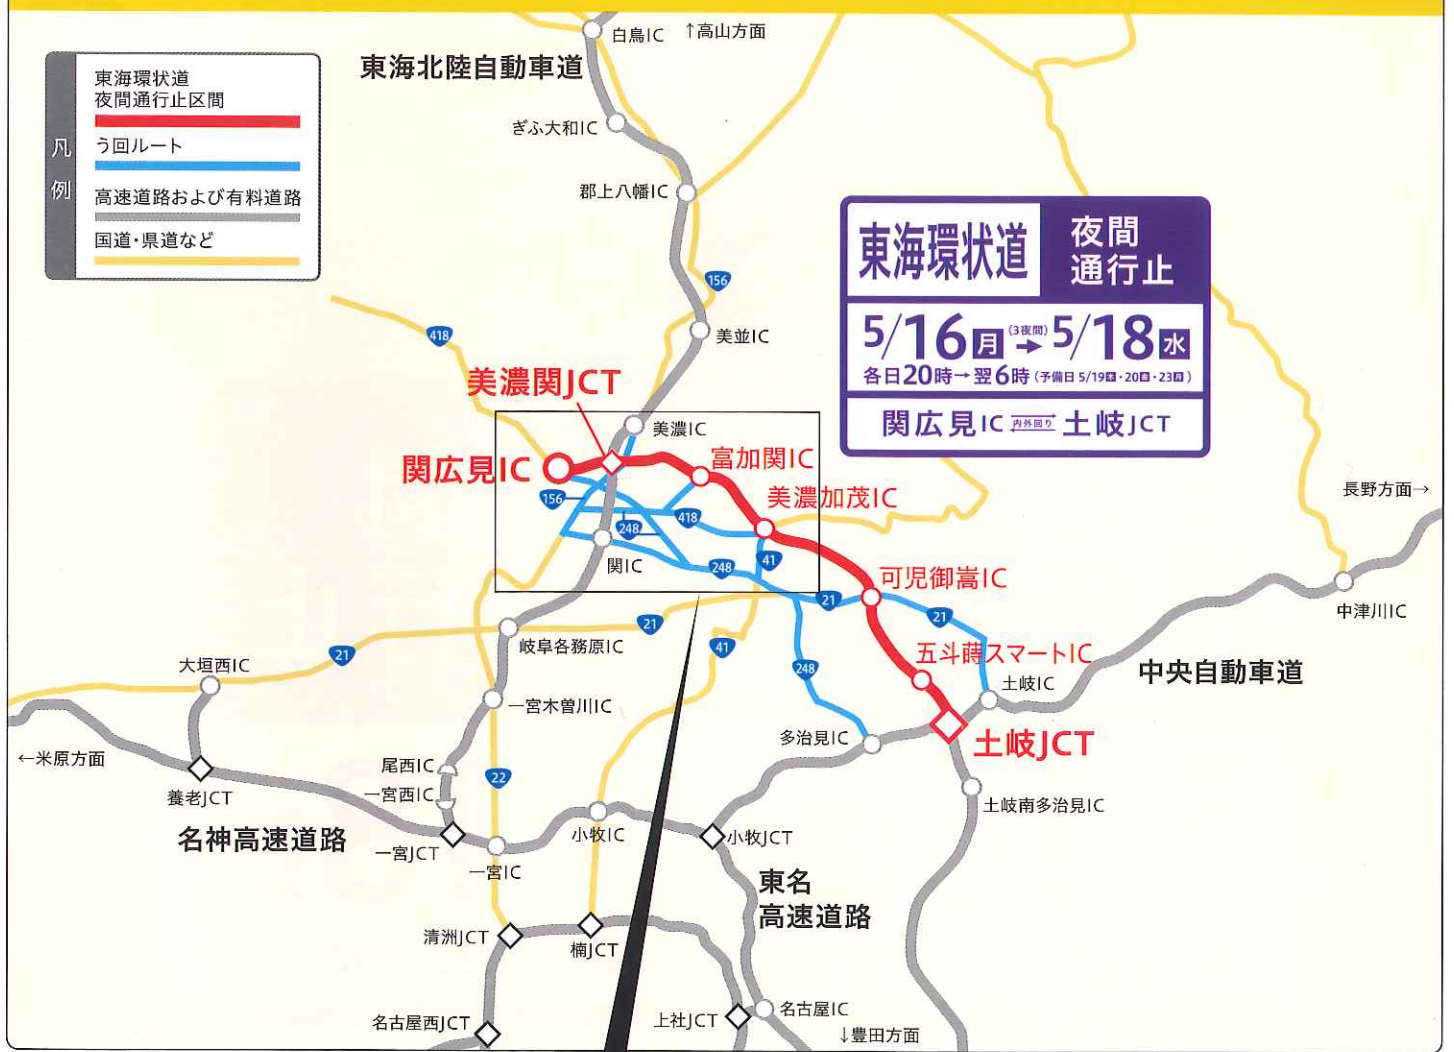 白鳥IC
↑高山方面
東海北陸自動車道
凡例
東海環状道
夜間通行止区間
う回ルート
高速道路および有料道路
国道・県道など
ぎふ大和IC
郡上八幡IC
156
美並IC
418
東海環状道
夜間
通行止
5/16月(3夜間)→5/18水
各日20時→翌6時(予備日 5/19木・20金・23月)
関広見IC 内外回り 土岐JCT
美濃関JCT
美濃IC
関広見IC
富加関IC
美濃加茂IC
長野方面→
156
248
418
関IC
248
41
可児御嵩IC
21
21
中津川IC
21
岐阜各務原IC
21
41
大垣西IC
248
五斗蒔スマートIC
土岐IC
中央自動車道
一宮木曽川IC
多治見IC
土岐JCT
←米原方面
尾西IC
一宮西IC
22
養老JCT
土岐南多治見IC
名神高速道路
一宮JCT
一宮IC
小牧IC
小牧JCT
東名
高速道路
清洲JCT
楠JCT
名古屋西JCT
上社JCT
名古屋IC
↓豊田方面